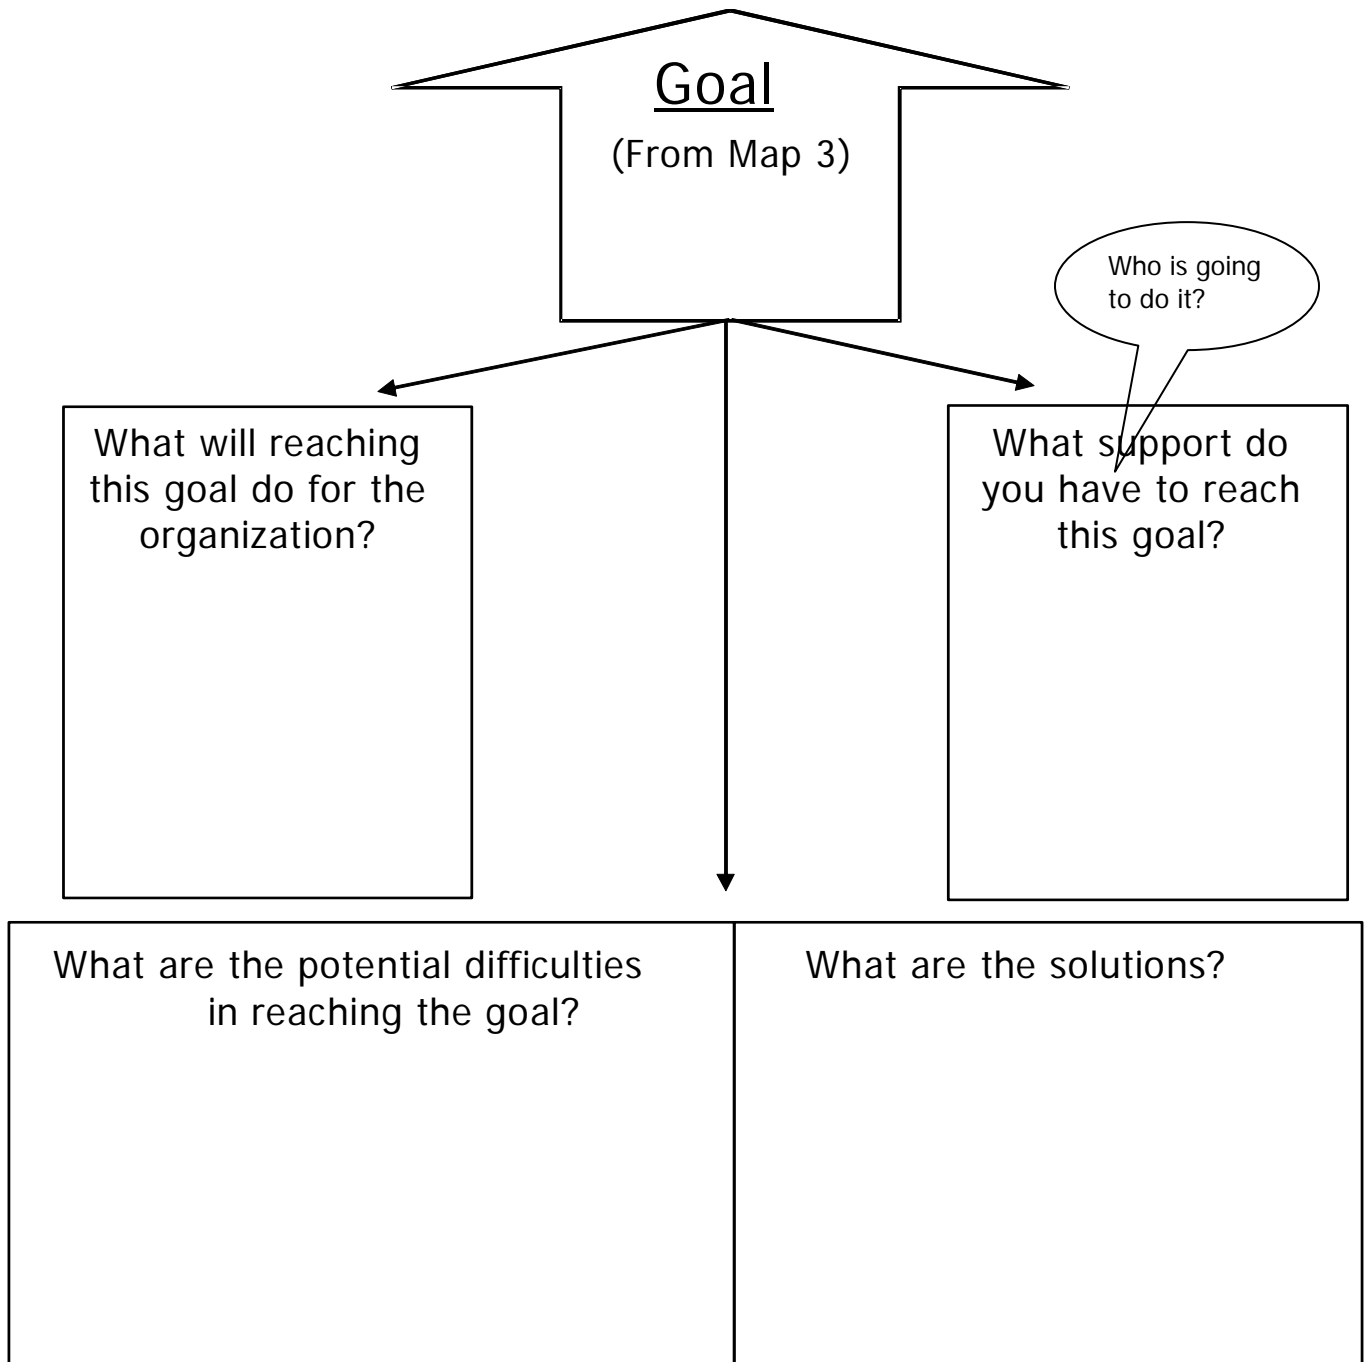 Goal
(From Map 3)
Who is going
to do it?
What will reaching
this goal do for the
organization?
What support do
you have to reach
this goal?
What are the potential difficulties
in reaching the goal?
What are the solutions?